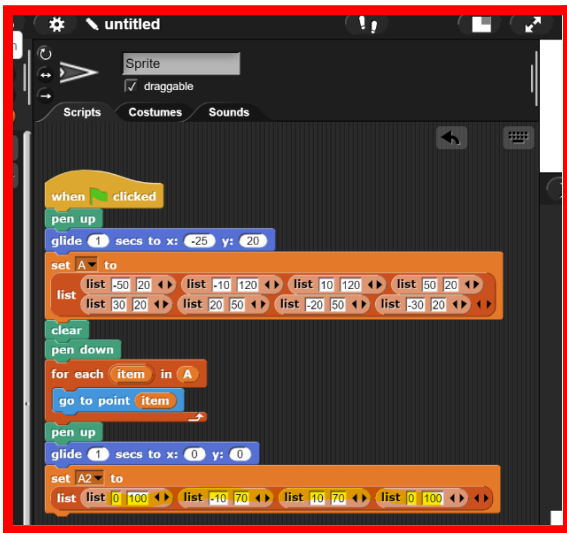 untitled
Sprite
draggable
Scripts Costumes Sounds
when clicked
pen up
glide 1 secs to x: -25 y: 20
set A to
list list -50 20 list -10 120 list 10 120 list 50 20
list 30 20 list 20 50 list -20 50 list -30 20
clear
pen down
for each item in A
go to point item
pen up
glide 1 secs to x: 0 y: 0
set A2 to
list list 0 100 list -10 70 list 10 70 list 0 100